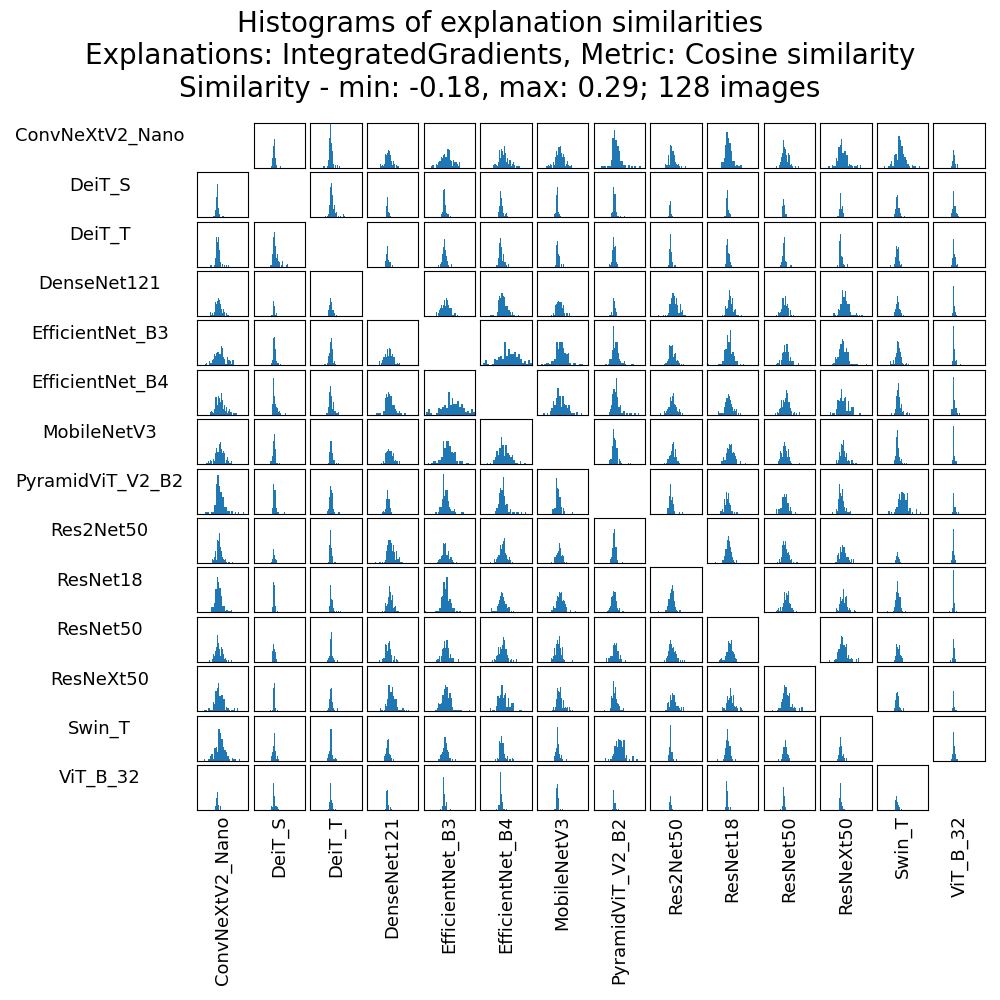 Histograms of explanation similarities
Explanations: IntegratedGradients, Metric: Cosine similarity
Similarity - min: -0.18, max: 0.29; 128 images
ConvNeXtV2_Nano
DeiT_S
DeiT_T
DenseNet121
EfficientNet_B3
EfficientNet_B4
MobileNetV3
PyramidViT_V2_B2
Res2Net50
ResNet18
ResNet50
ResNeXt50
Swin_T
ViT_B_32
ConvNeXtV2_Nano
DeiT_S
DeiT_T
DenseNet121
EfficientNet_B3
EfficientNet_B4
MobileNetV3
PyramidViT_V2_B2
Res2Net50
ResNet18
ResNet50
ResNeXt50
Swin_T
ViT_B_32